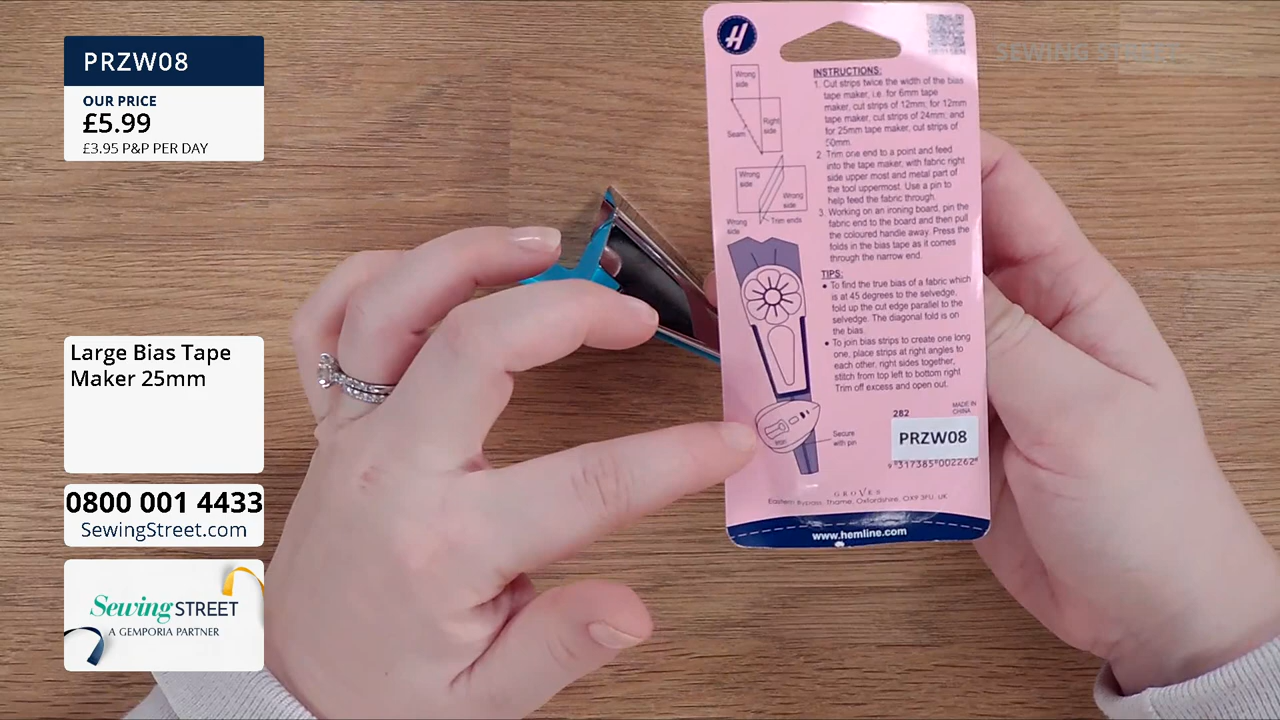 PRZW08
OUR PRICE
£5.99
£3.95 P&P PER DAY
Large Bias Tape
Maker 25mm
0800 001 4433
SewingStreet.com
Sewing STREET
A GEMPORIA PARTNER
SEWING STREET
H
Wrong
side
Right
side
Seam
Wrong
side
Wrong
side
Wrong
side
Trim ends
Secure
with pin
INSTRUCTIONS:
1. Cut strips twice the width of the bias
tape maker, i.e. for 6mm tape
maker, cut strips of 12mm; for 12mm
tape maker, cut strips of 24mm; and
for 25mm tape maker, cut strips of
50mm.
2. Trim one end to a point and feed
into the tape maker, with fabric right
side upper most and metal part of
the tool uppermost. Use a pin to
help feed the fabric through.
3. Working on an ironing board, pin the
fabric end to the board and then pull
the coloured handle away. Press the
folds in the bias tape as it comes
through the narrow end.
TIPS:
• To find the true bias of a fabric which
is at 45 degrees to the selvedge,
fold up the cut edge parallel to the
selvedge. The diagonal fold is on
the bias.
• To join bias strips to create one long
one, place strips at right angles to
each other, right sides together,
stitch from top left to bottom right
Trim off excess and open out.
282
MADE IN
CHINA
PRZW08
9 317385 002262
GROVES
Eastern Bypass, Thame, Oxfordshire, OX9 3FU, UK
www.hemline.com